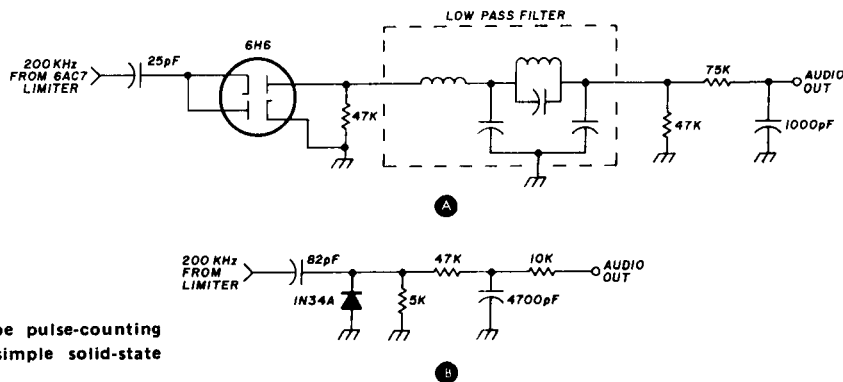 LOW PASS FILTER
6H6
200 KHz
FROM 6AC7
LIMITER
25pF
47K
75K
AUDIO
OUT
47K
1000pF
A
200 KHz
FROM
LIMITER
82pF
47K
10K
AUDIO
OUT
1N34A
5K
4700pF
B
be pulse-counting
simple solid-state